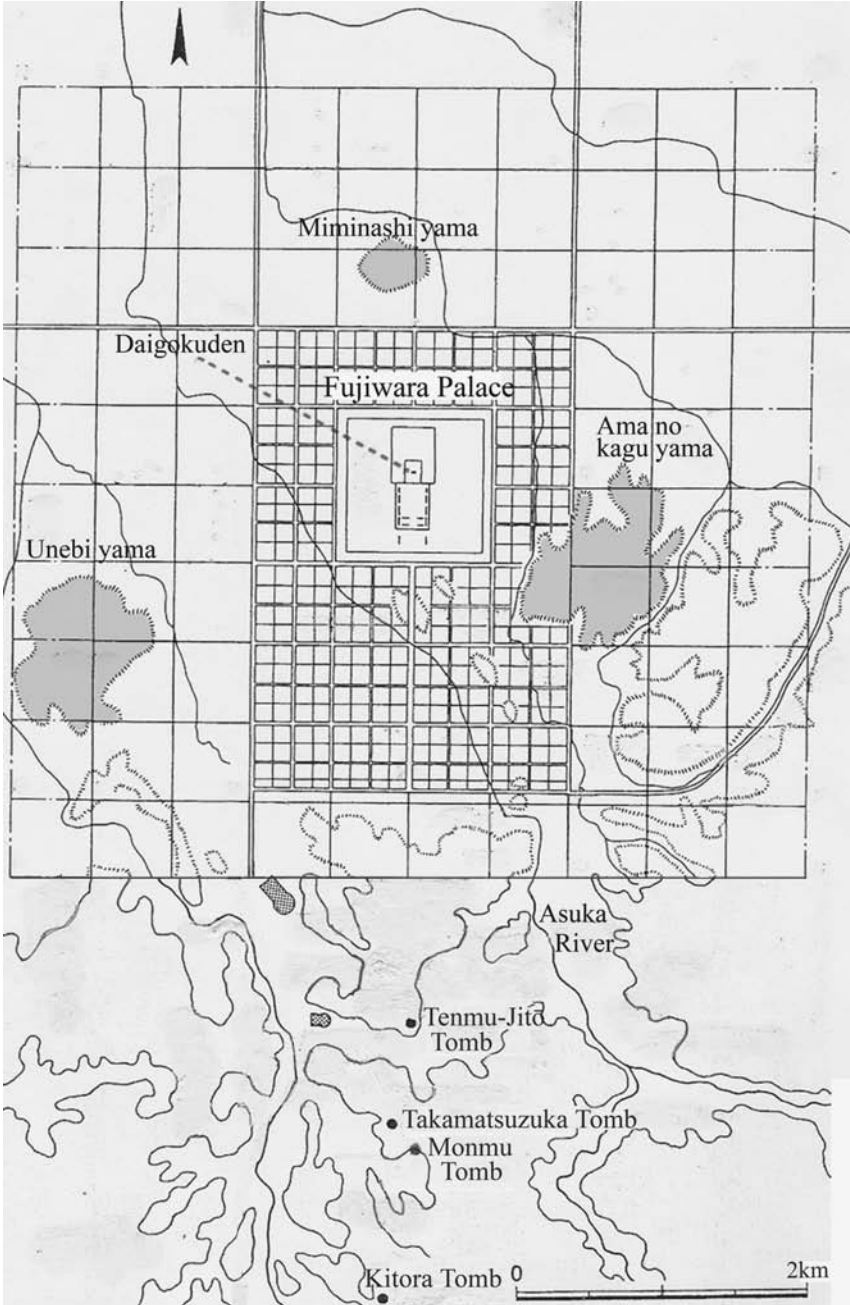 Miminashi yama
Daigokuden
Fujiwara Palace
Ama no
kagu yama
Unebi yama
Asuka
River
Tenmu-Jitō
Tomb
Takamatsuzuka Tomb
Monmu
Tomb
Kitora Tomb
0
2km